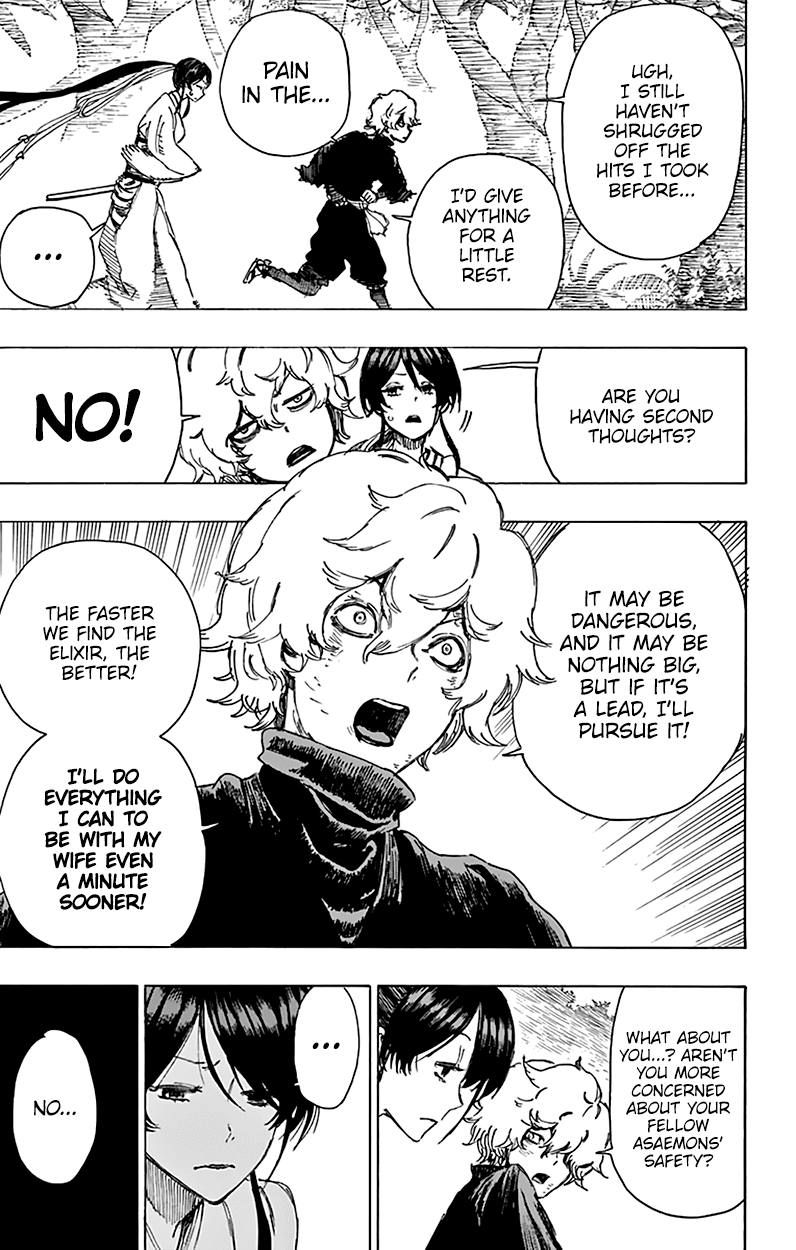 UGH,
I STILL
HAVEN'T
SHRUGGED
OFF THE
HITS I TOOK
BEFORE...
PAIN
IN THE...
I'D GIVE
ANYTHING
FOR A
LITTLE
REST.
...
ARE YOU
HAVING SECOND
THOUGHTS?
NO!
IT MAY BE
DANGEROUS,
AND IT MAY BE
NOTHING BIG,
BUT IF IT'S
A LEAD, I'LL
PURSUE IT!
THE FASTER
WE FIND THE
ELIXIR, THE
BETTER!
I'LL DO
EVERYTHING
I CAN TO
BE WITH MY
WIFE EVEN
A MINUTE
SOONER!
WHAT ABOUT
YOU...? AREN'T
YOU MORE
CONCERNED
ABOUT YOUR
FELLOW
ASAEMONS'
SAFETY?
...
NO...